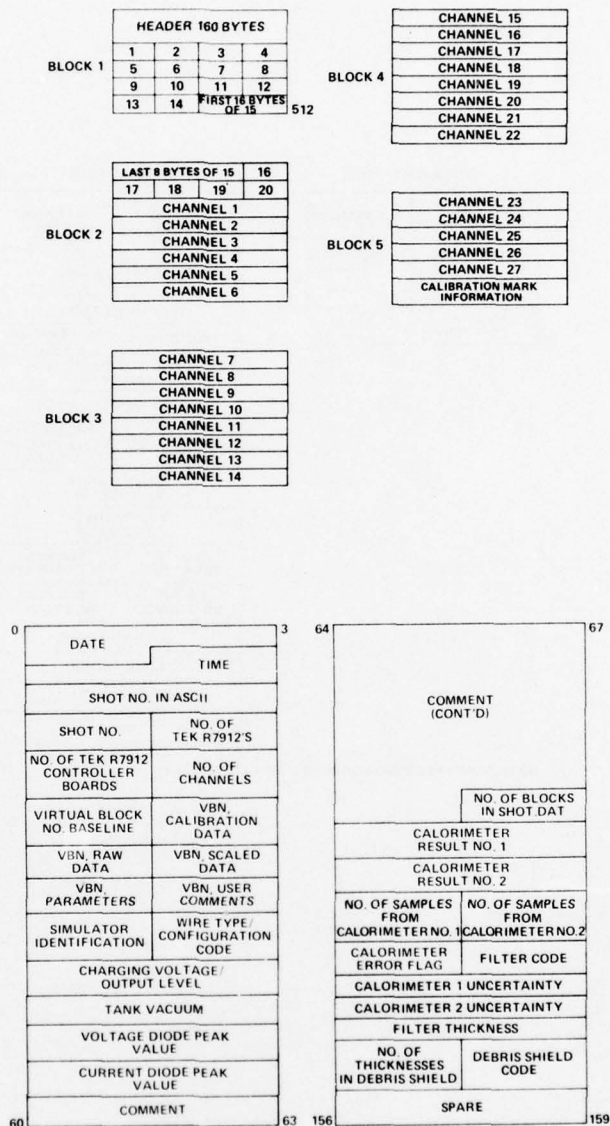 HEADER 160 BYTES
1 2 3 4
BLOCK 1
5 6 7 8
9 10 11 12
13 14 FIRST 16 BYTES
OF 15
512
LAST 8 BYTES OF 15 16
17 18 19 20
BLOCK 2
CHANNEL 1
CHANNEL 2
CHANNEL 3
CHANNEL 4
CHANNEL 5
CHANNEL 6
BLOCK 3
CHANNEL 7
CHANNEL 8
CHANNEL 9
CHANNEL 10
CHANNEL 11
CHANNEL 12
CHANNEL 13
CHANNEL 14
BLOCK 4
CHANNEL 15
CHANNEL 16
CHANNEL 17
CHANNEL 18
CHANNEL 19
CHANNEL 20
CHANNEL 21
CHANNEL 22
BLOCK 5
CHANNEL 23
CHANNEL 24
CHANNEL 25
CHANNEL 26
CHANNEL 27
CALIBRATION MARK
INFORMATION
0
3
DATE
TIME
SHOT NO. IN ASCII
SHOT NO.
NO. OF
TEK R7912'S
NO. OF TEK R7912
CONTROLLER
BOARDS
NO. OF
CHANNELS
VIRTUAL BLOCK
NO. BASELINE
VBN,
CALIBRATION
DATA
VBN, RAW
DATA
VBN, SCALED
DATA
VBN,
PARAMETERS
VBN, USER
COMMENTS
SIMULATOR
IDENTIFICATION
WIRE TYPE/
CONFIGURATION
CODE
CHARGING VOLTAGE/
OUTPUT LEVEL
TANK VACUUM
VOLTAGE DIODE PEAK
VALUE
CURRENT DIODE PEAK
VALUE
COMMENT
60
63
64
67
COMMENT
(CONT'D)
NO. OF BLOCKS
IN SHOT.DAT
CALORIMETER
RESULT NO. 1
CALORIMETER
RESULT NO. 2
NO. OF SAMPLES
FROM
CALORIMETER NO. 1
NO. OF SAMPLES
FROM
CALORIMETER NO.2
CALORIMETER
ERROR FLAG
FILTER CODE
CALORIMETER 1 UNCERTAINTY
CALORIMETER 2 UNCERTAINTY
FILTER THICKNESS
NO. OF
THICKNESSES
IN DEBRIS SHIELD
DEBRIS SHIELD
CODE
SPARE
156
159